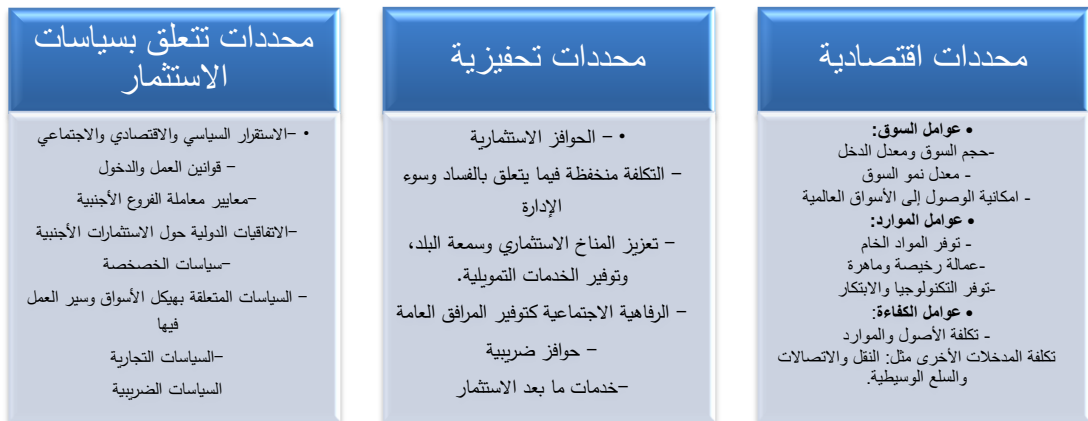 محددات اقتصادية
• عوامل السوق:
-حجم السوق ومعدل الدخل
- معدل نمو السوق
- امكانية الوصول إلى الأسواق العالمية
• عوامل الموارد:
- توفر المواد الخام
-عمالة رخيصة وماهرة
-توفر التكنولوجيا والابتكار
• عوامل الكفاءة:
- تكلفة الأصول والموارد
تكلفة المدخلات الأخرى مثل: النقل والاتصالات
والسلع الوسيطية.
محددات تحفيزية
• – الحوافز الاستثمارية
– التكلفة منخفظة فيما يتعلق بالفساد وسوء
الإدارة
– تعزيز المناخ الاستثماري وسمعة البلد،
وتوفير الخدمات التمويلية.
– الرفاهية الاجتماعية كتوفير المرافق العامة
– حوافز ضريبية
–خدمات ما بعد الاستثمار
محددات تتعلق بسياسات
الاستثمار
• –الاستقرار السياسي والاقتصادي والاجتماعي
– قوانين العمل والدخول
–معايير معاملة الفروع الأجنبية
–الاتفاقيات الدولية حول الاستثمارات الأجنبية
–سياسات الخصخصة
– السياسات المتعلقة بهيكل الأسواق وسير العمل
فيها
–السياسات التجارية
السياسات الضريبية